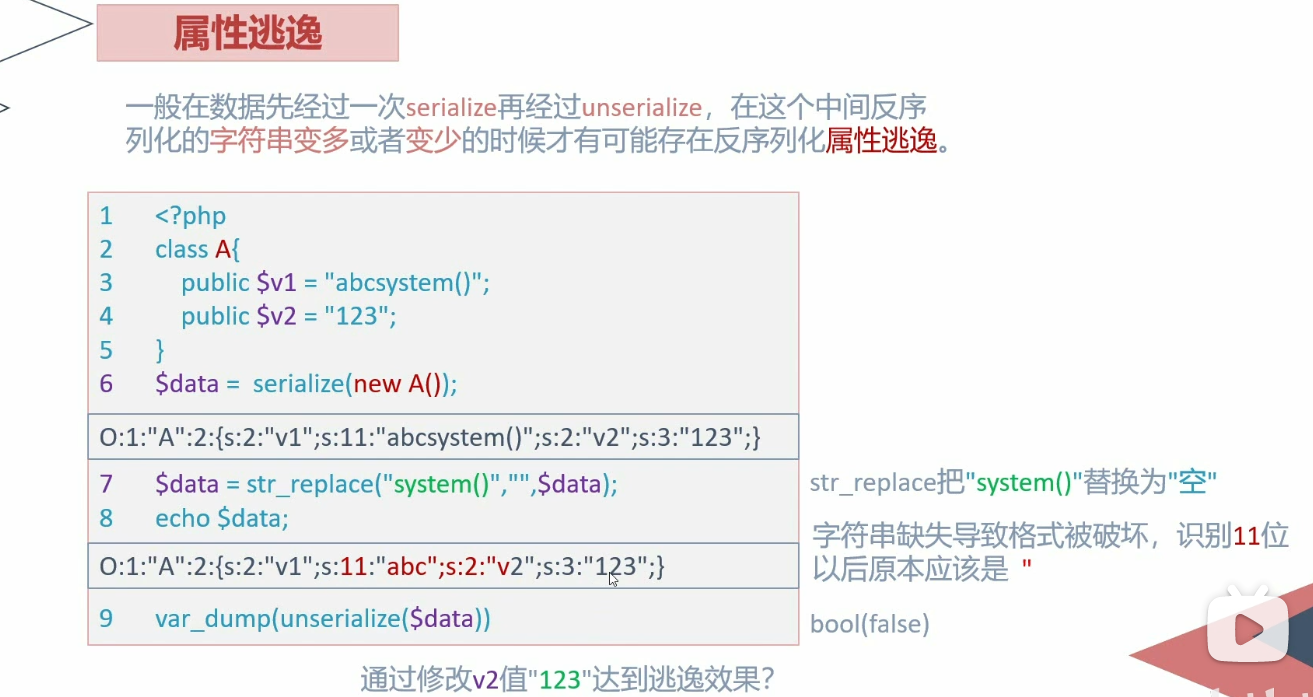 属性逃逸
一般在数据先经过一次serialize再经过unserialize，在这个中间反序
列化的字符串变多或者变少的时候才有可能存在反序列化属性逃逸。
1 <?php
2 class A{
3 public $v1 = "abcsystem()";
4 public $v2 = "123";
5 }
6 $data = serialize(new A());
O:1:"A":2:{s:2:"v1";s:11:"abcsystem()";s:2:"v2";s:3:"123";}
7 $data = str_replace("system()","",$data);
str_replace把"system()"替换为"空"
8 echo $data;
字符串缺失导致格式被破坏，识别11位
以后原本应该是 "
O:1:"A":2:{s:2:"v1";s:11:"abc";s:2:"v2";s:3:"123";}
9 var_dump(unserialize($data))
bool(false)
通过修改v2值"123"达到逃逸效果？